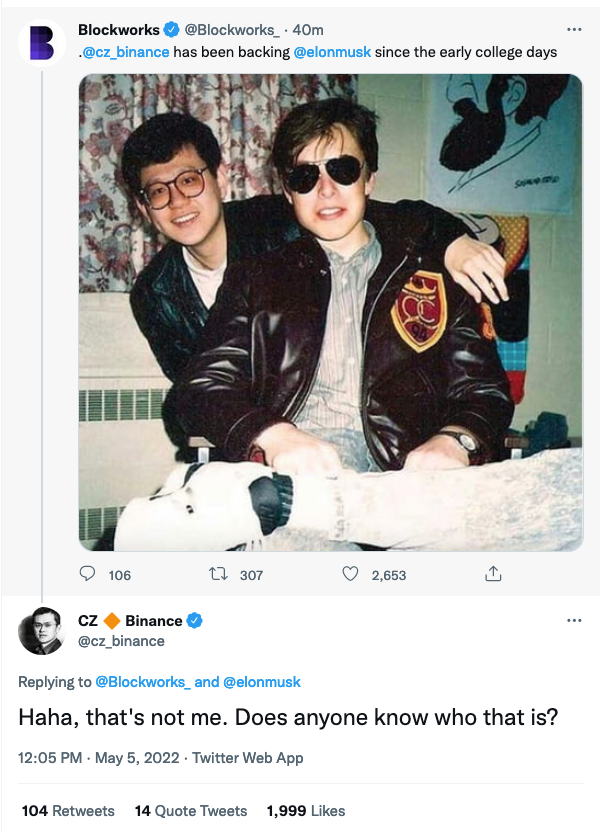 Blockworks @Blockworks_ · 40m
.@cz_binance has been backing @elonmusk since the early college days
106 307 2,653
CZ Binance
@cz_binance
Replying to @Blockworks_ and @elonmusk
Haha, that's not me. Does anyone know who that is?
12:05 PM · May 5, 2022 · Twitter Web App
104 Retweets 14 Quote Tweets 1,999 Likes